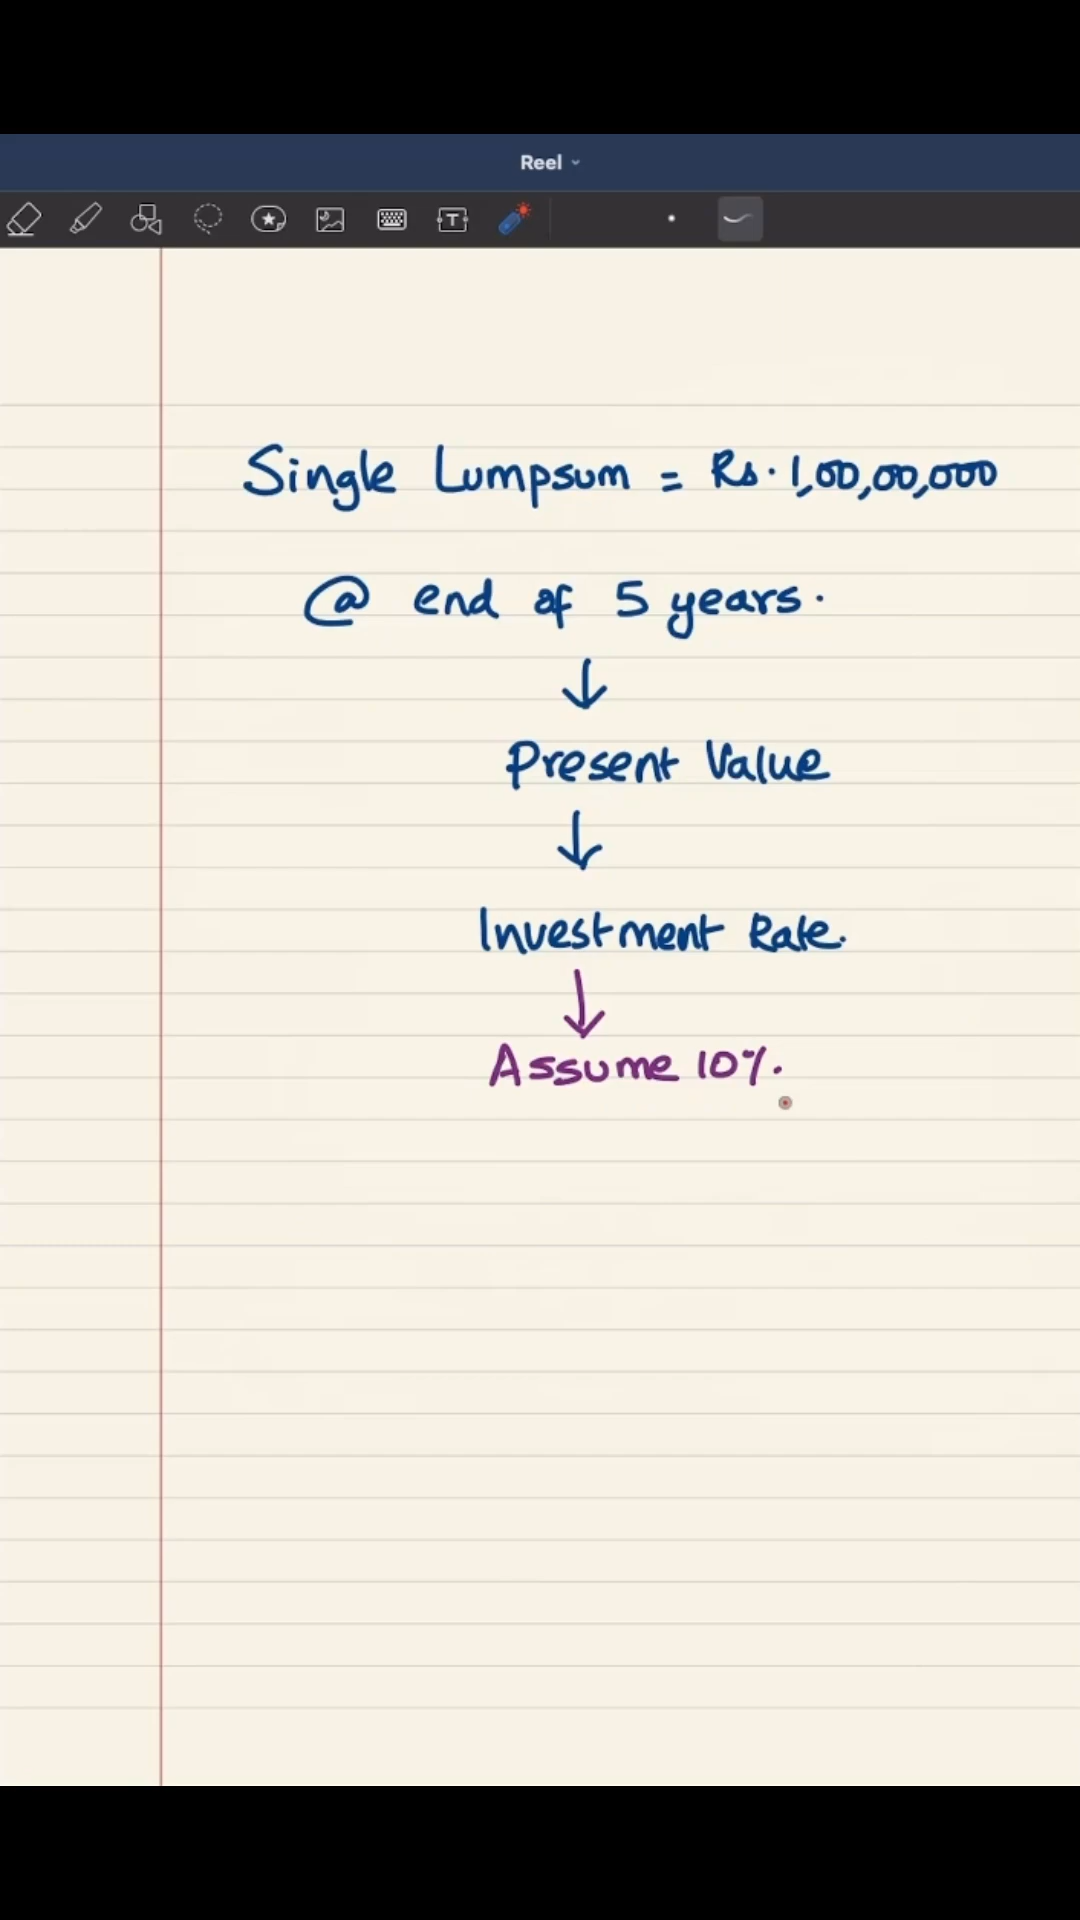 Reel
T
Single Lumpsum = Rs. 1,00,00,000
@ end of 5 years.
↓
Present Value
↓
Investment Rate.
↓
Assume 10%.